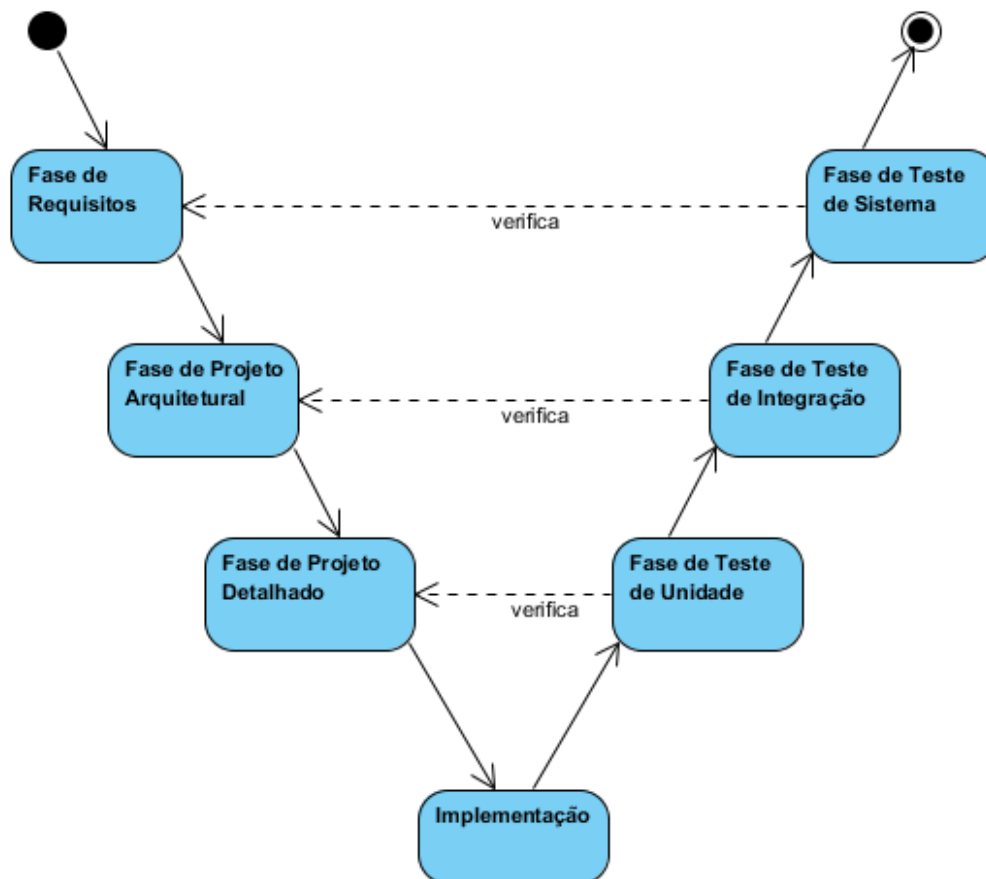 Fase de
Requisitos
Fase de Teste
de Sistema
verifica
Fase de Projeto
Arquitetural
Fase de Teste
de Integração
verifica
Fase de Projeto
Detalhado
Fase de Teste
de Unidade
verifica
Implementação